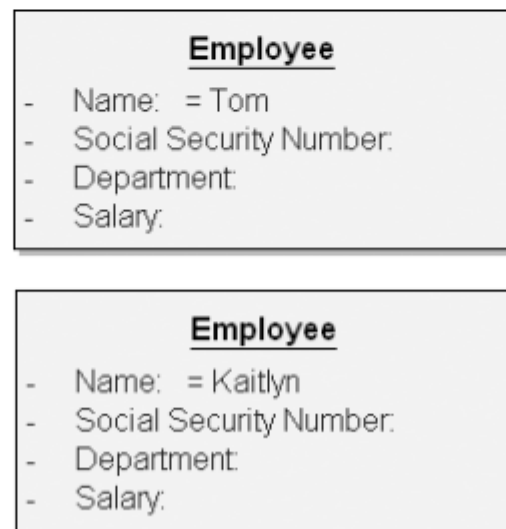 Employee
- Name: = Tom
- Social Security Number:
- Department:
- Salary:
Employee
- Name: = Kaitlyn
- Social Security Number:
- Department:
- Salary: